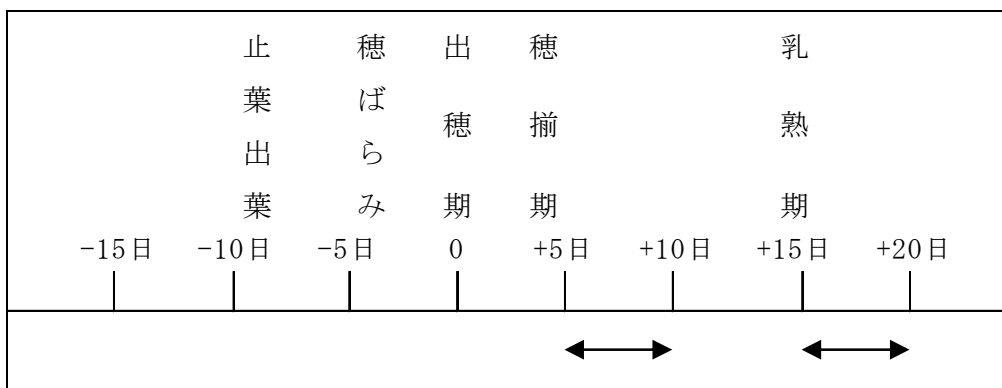 止葉出葉
穂ばらみ
出穂期
穂揃期
乳熟期
-15日 -10日 -5日 0 +5日 +10日 +15日 +20日